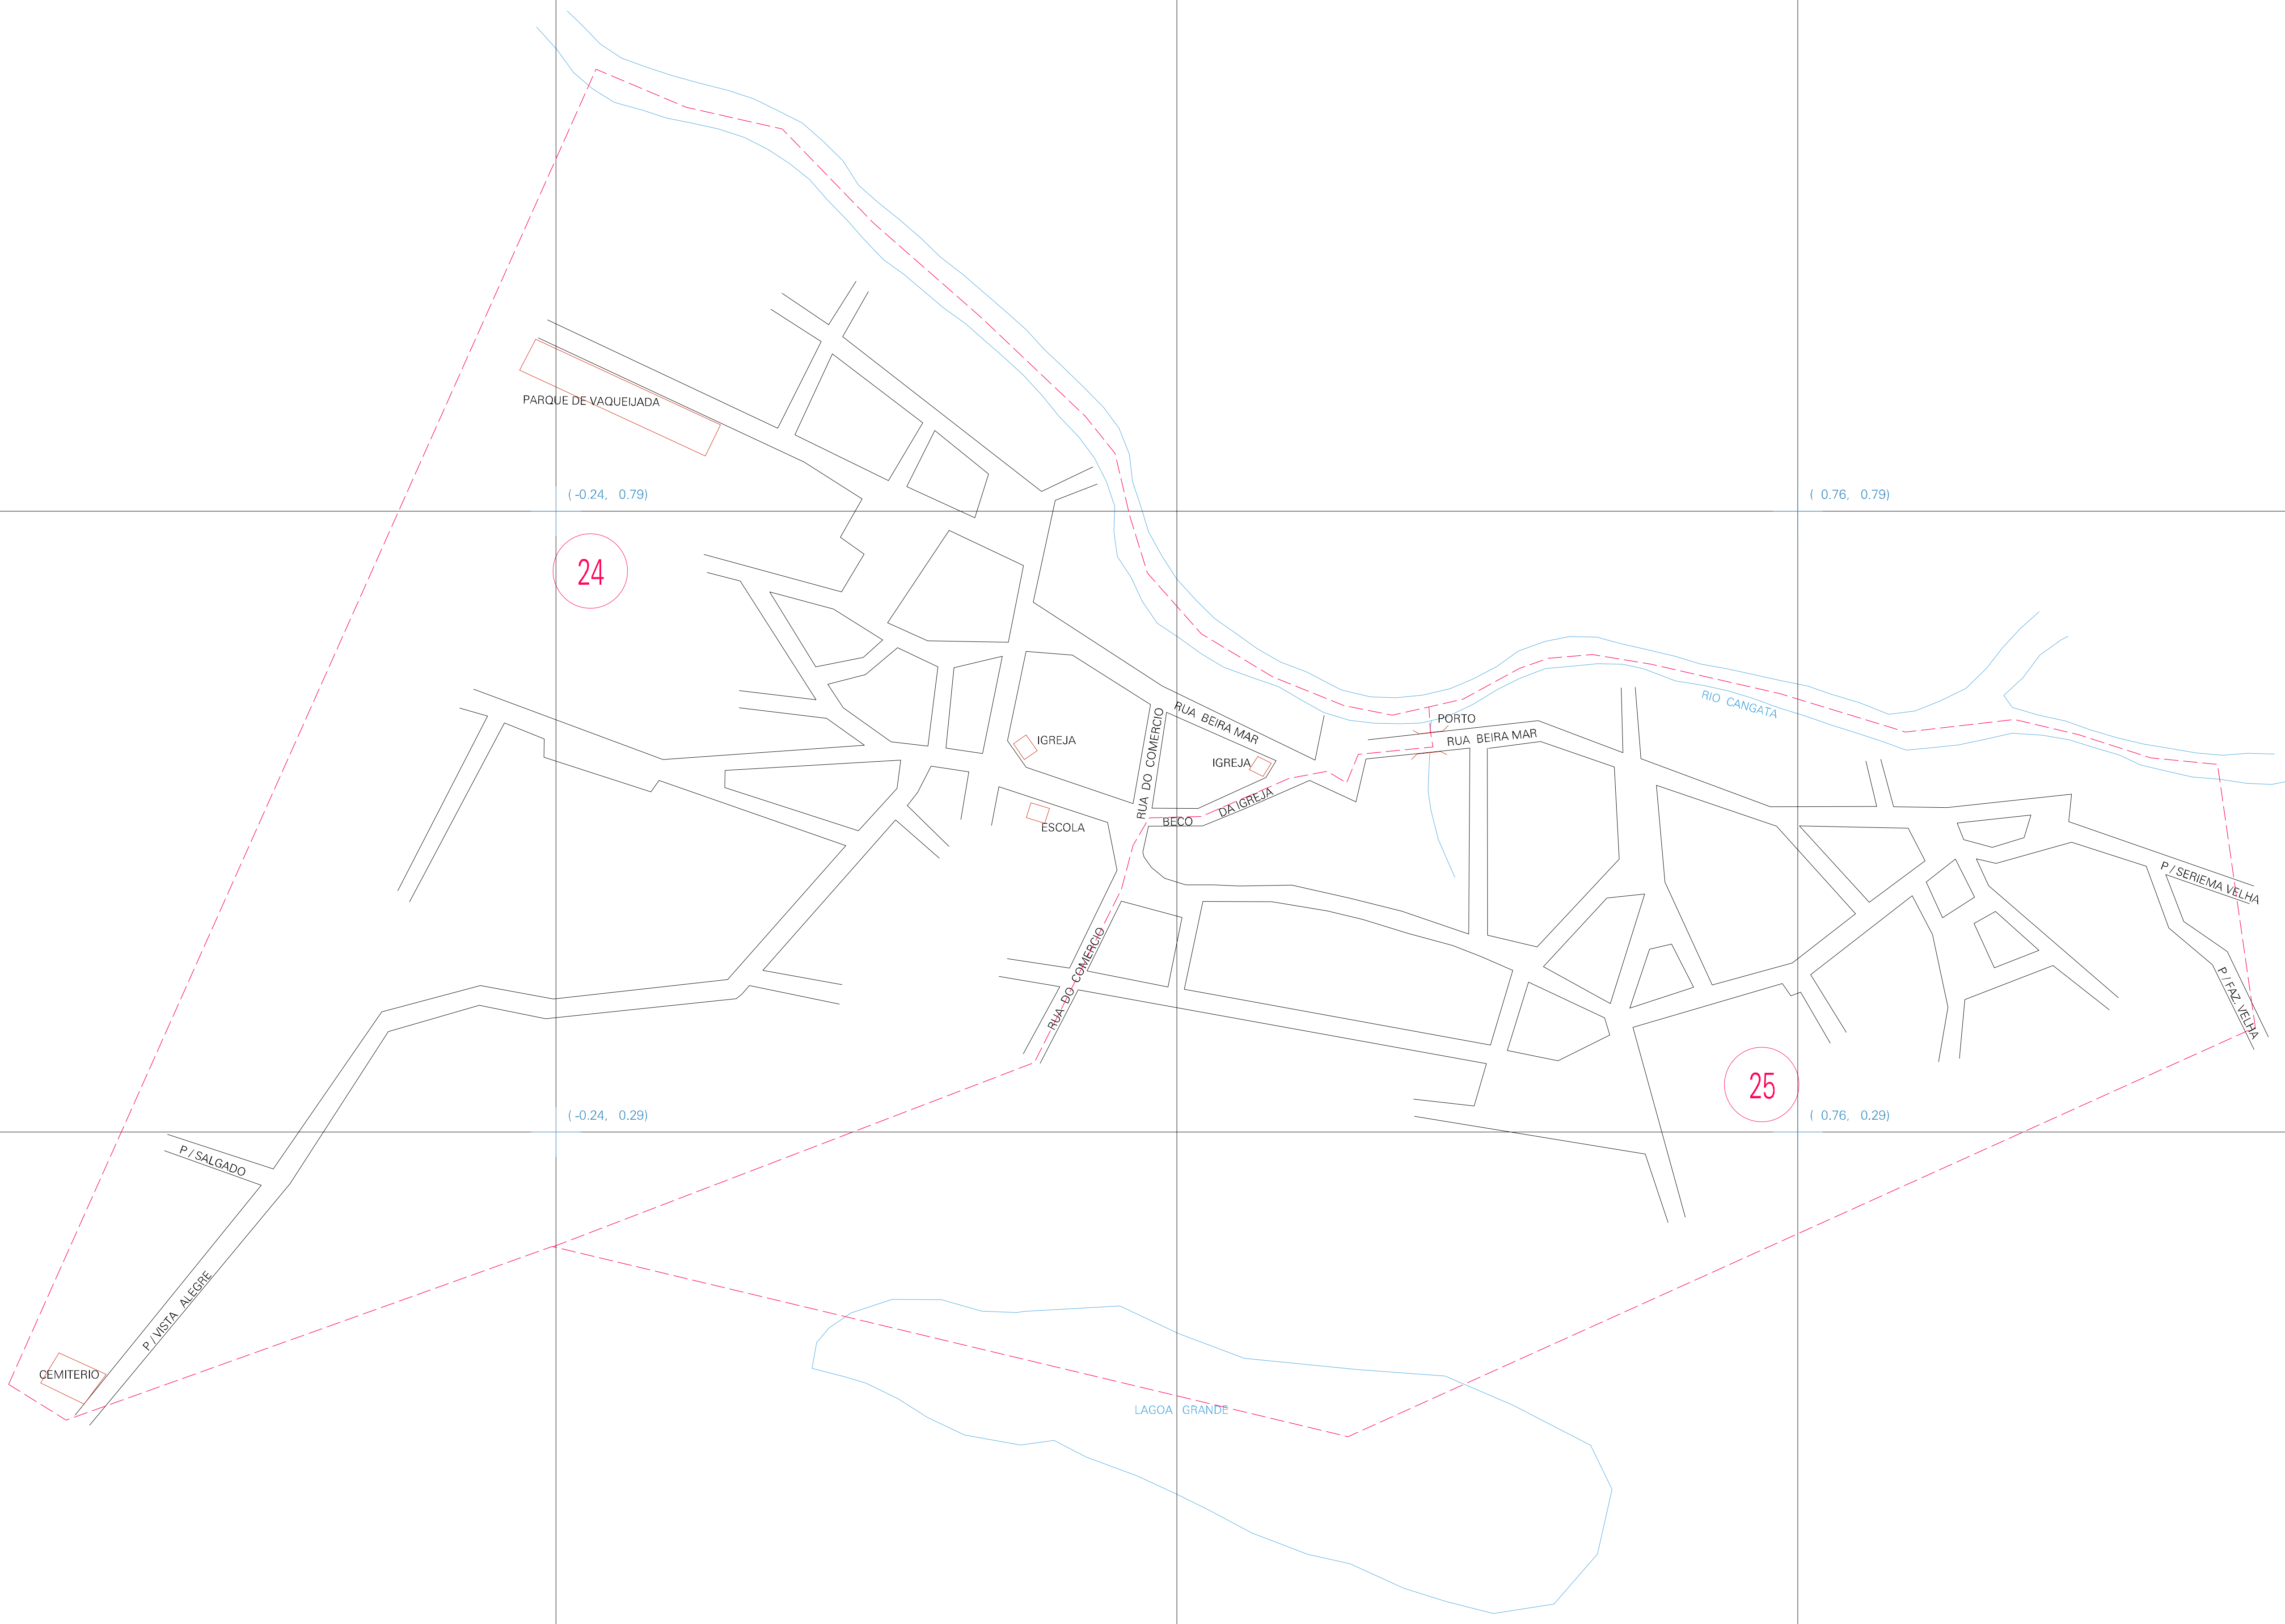 PARQUE DE VAQUEIJADA
(-0.24, 0.79)
( 0.76, 0.79)
24
RIO CANGATA
RUA BEIRA MAR
PORTO
RUA BEIRA MAR
IGREJA
RUA DO COMERCIO
IGREJA
DA IGREJA
BECO
ESCOLA
P / SERIEMA VELHA
RUA DO COMERCIO
P / FAZ. VELHA
25
(-0.24, 0.29)
( 0.76, 0.29)
P / SALGADO
P / VISTA ALEGRE
CEMITERIO
LAGOA GRANDE